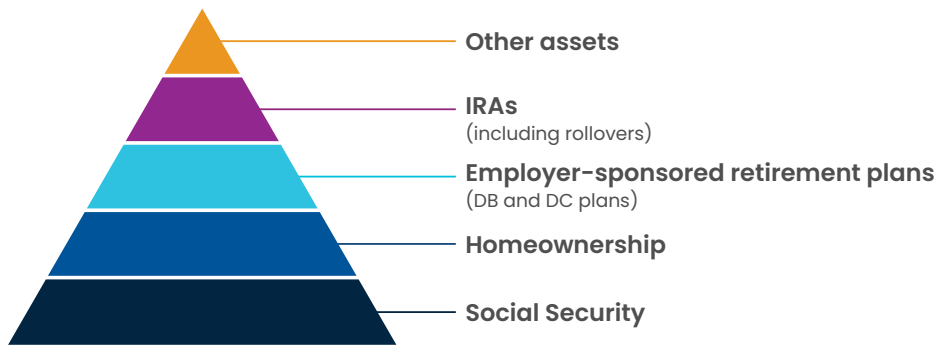 Other assets
IRAs
(including rollovers)
Employer-sponsored retirement plans
(DB and DC plans)
Homeownership
Social Security